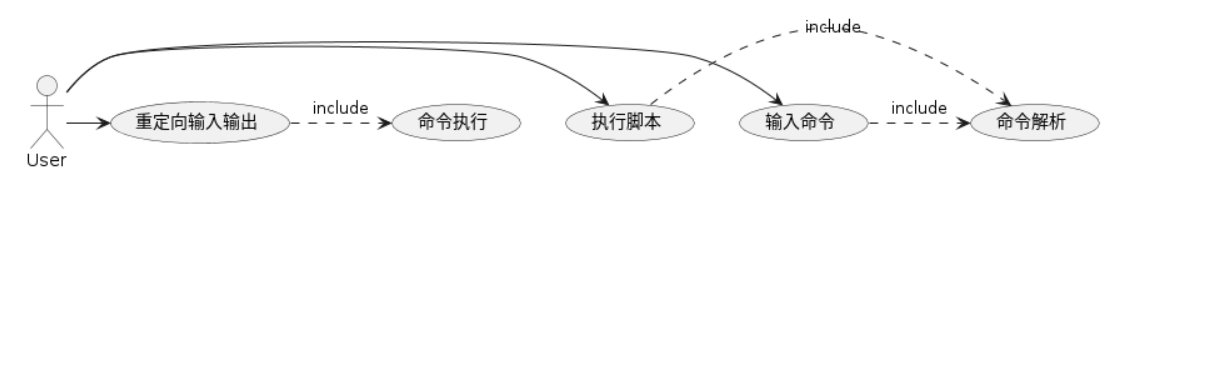 include
重定向输入输出
include
命令执行
执行脚本
输入命令
include
命令解析
User